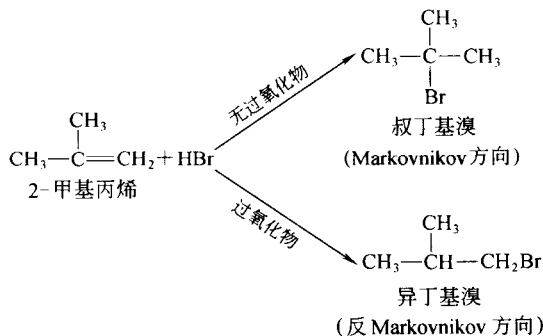 CH₃
CH₃—C—CH₃
Br
叔丁基溴
(Markovnikov方向)
无过氧化物
CH₃
CH₃—C=CH₂+HBr
2-甲基丙烯
过氧化物
CH₃
CH₃—CH—CH₂Br
异丁基溴
(反Markovnikov方向)